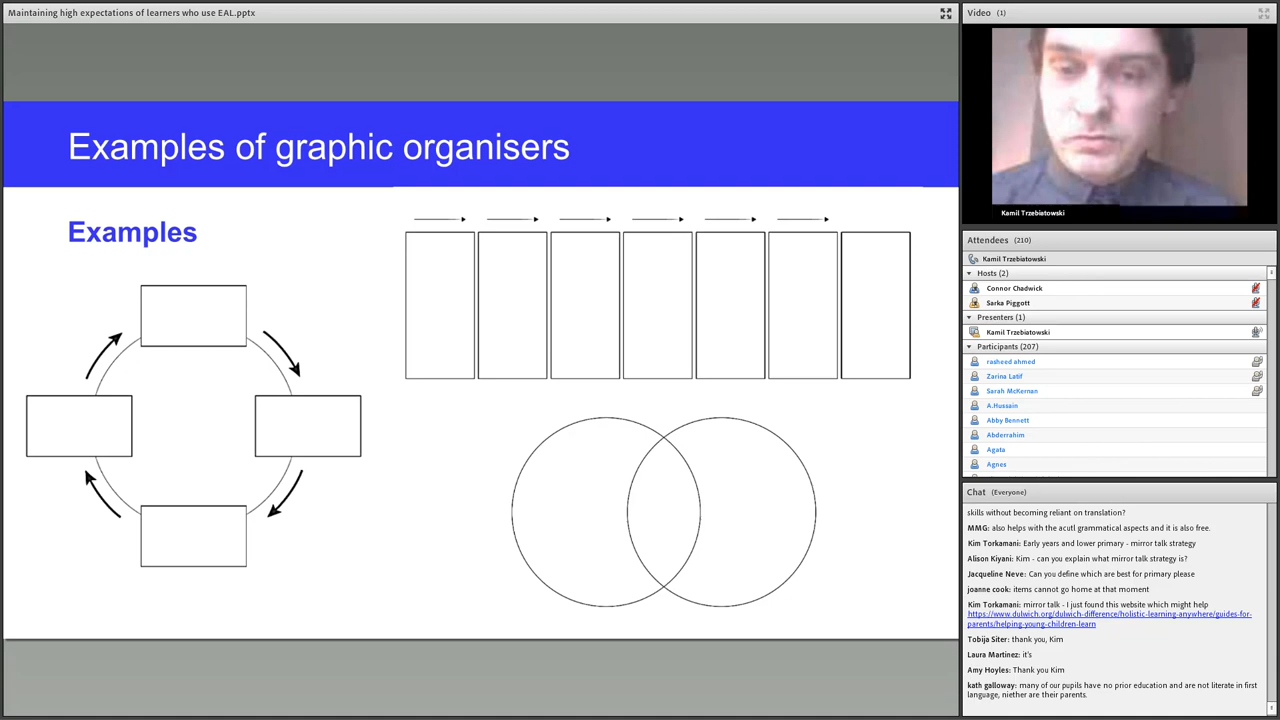 Maintaining high expectations of learners who use EAL.pptx
Examples of graphic organisers
Examples
Video (1)
Kamil Trzebiatowski
Attendees (210)
Kamil Trzebiatowski
Hosts (2)
Connor Chadwick
Sarka Piggott
Presenters (1)
Kamil Trzebiatowski
Participants (207)
rasheed ahmed
Zarina Latif
Sarah McKernan
A.Hussain
Abby Bennett
Abderrahim
Agata
Agnes
Chat (Everyone)
skills without becoming reliant on translation?
MMG: also helps with the acutl grammatical aspects and it is also free.
Kim Torkamani: Early years and lower primary - mirror talk strategy
Alison Kiyani: Kim - can you explain what mirror talk strategy is?
Jacqueline Neve: Can you define which are best for primary please
joanne cook: items cannot go home at that moment
Kim Torkamani: mirror talk - I just found this website which might help
https://www.dulwich.org/dulwich-difference/holistic-learning-anywhere/guides-for-
parents/helping-young-children-learn
Tobija Siter: thank you, Kim
Laura Martinez: it's
Amy Hoyles: Thank you Kim
kath galloway: many of our pupils have no prior education and are not literate in first
language, niether are their parents.